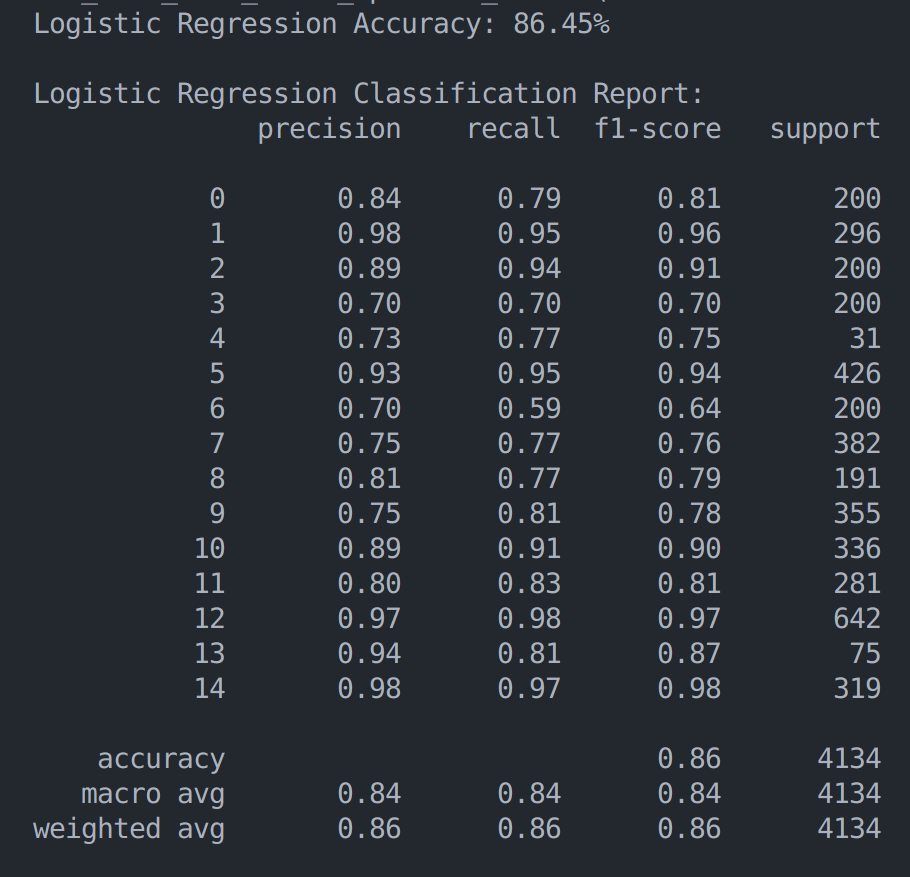 Logistic Regression Accuracy: 86.45%
Logistic Regression Classification Report:
precision recall f1-score support
0 0.84 0.79 0.81 200
1 0.98 0.95 0.96 296
2 0.89 0.94 0.91 200
3 0.70 0.70 0.70 200
4 0.73 0.77 0.75 31
5 0.93 0.95 0.94 426
6 0.70 0.59 0.64 200
7 0.75 0.77 0.76 382
8 0.81 0.77 0.79 191
9 0.75 0.81 0.78 355
10 0.89 0.91 0.90 336
11 0.80 0.83 0.81 281
12 0.97 0.98 0.97 642
13 0.94 0.81 0.87 75
14 0.98 0.97 0.98 319
accuracy 0.86 4134
macro avg 0.84 0.84 0.84 4134
weighted avg 0.86 0.86 0.86 4134